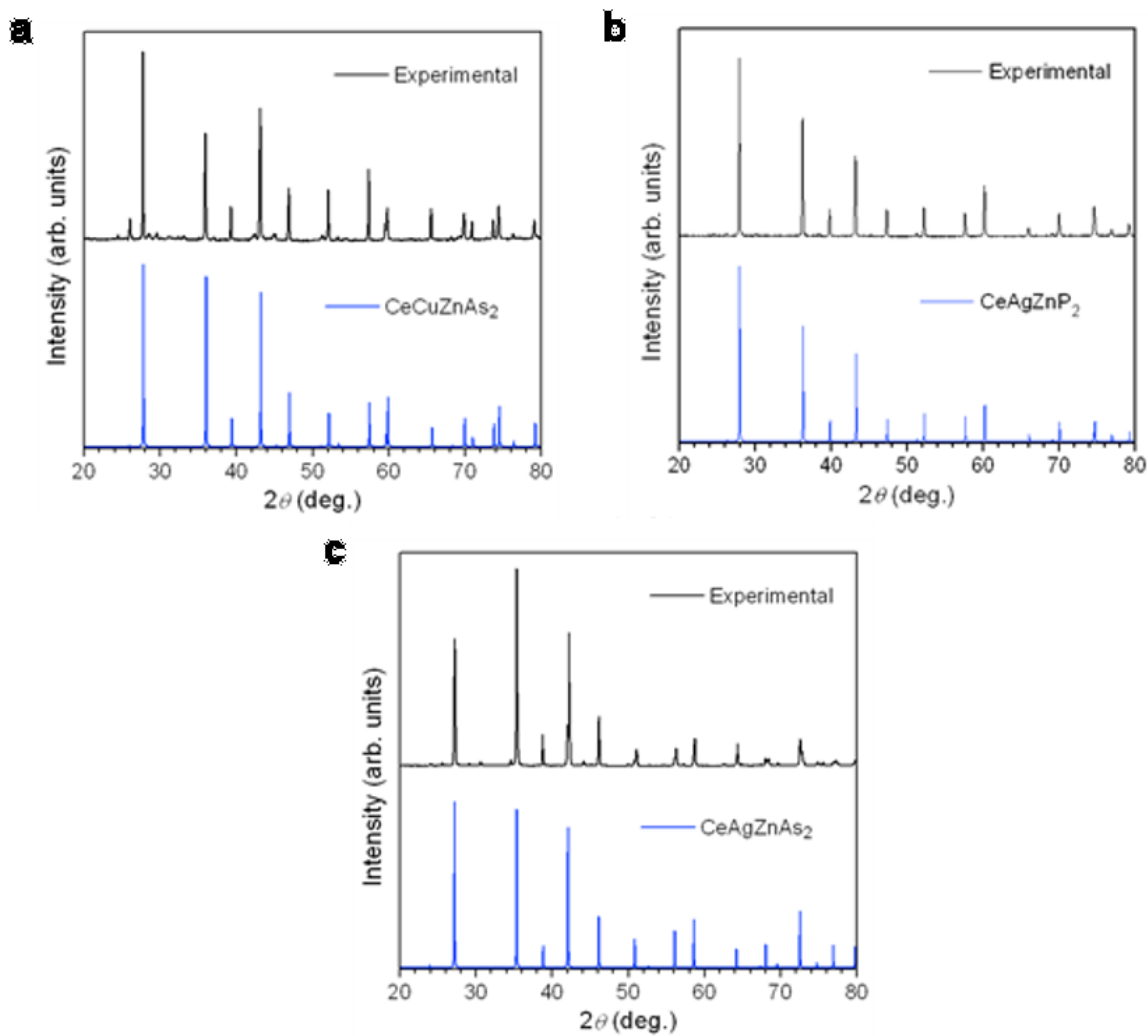 a
Experimental
CeCuZnAs₂
Intensity (arb. units)
20 30 40 50 60 70 80
2θ (deg.)
b
Experimental
CeAgZnP₂
Intensity (arb. units)
20 30 40 50 60 70 80
2θ (deg.)
c
Experimental
CeAgZnAs₂
Intensity (arb. units)
20 30 40 50 60 70 80
2θ (deg.)